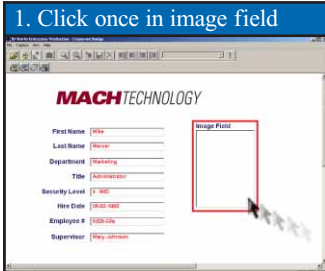 1. Click once in image field
MACHTECHNOLOGY
First Name Mike
Last Name Mercer
Department Marketing
Title Administrator
Security Level
Hire Date
Employee #
Supervisor Mary Johnson
Image Field